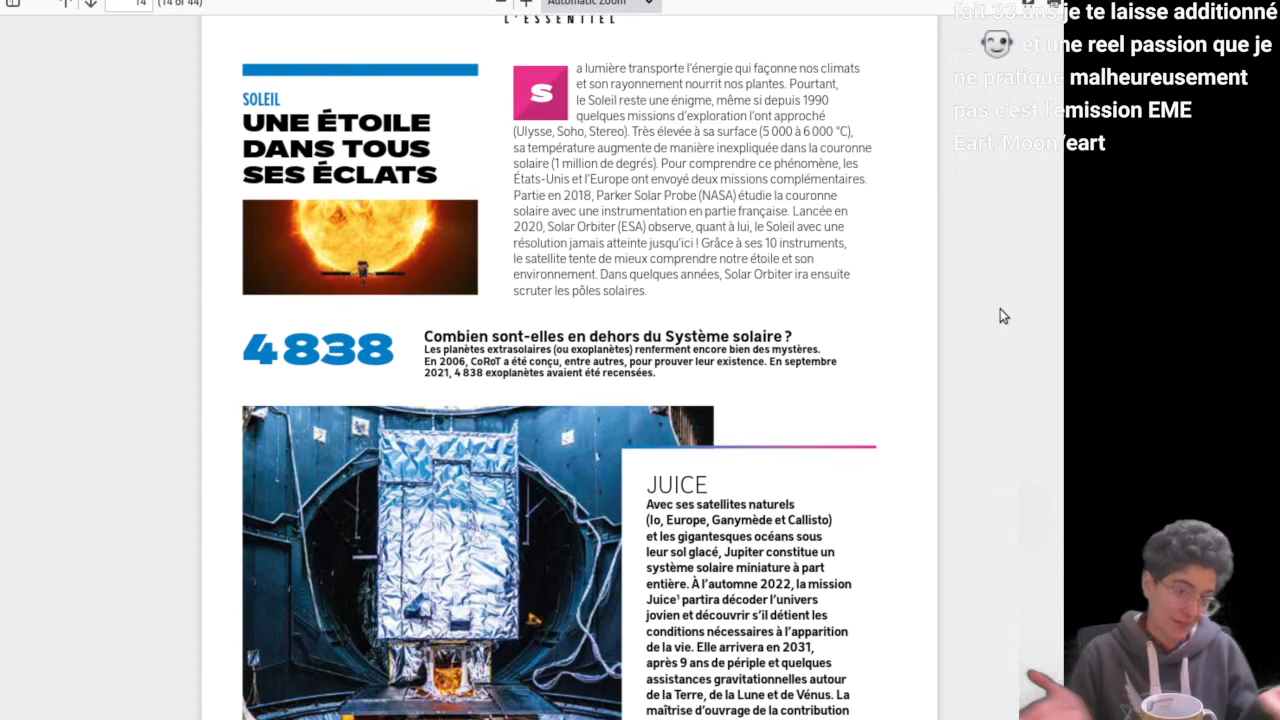 14
(14 of 44)
Automatic Zoom
L'ESSENTIEL
SOLEIL
UNE ÉTOILE
DANS TOUS
SES ÉCLATS
S
a lumière transporte l'énergie qui façonne nos climats
et son rayonnement nourrit nos plantes. Pourtant,
le Soleil reste une énigme, même si depuis 1990
quelques missions d'exploration l'ont approché
(Ulysse, Soho, Stereo). Très élevée à sa surface (5 000 à 6 000 °C),
sa température augmente de manière inexpliquée dans la couronne
solaire (1 million de degrés). Pour comprendre ce phénomène, les
États-Unis et l'Europe ont envoyé deux missions complémentaires.
Partie en 2018, Parker Solar Probe (NASA) étudie la couronne
solaire avec une instrumentation en partie française. Lancée en
2020, Solar Orbiter (ESA) observe, quant à lui, le Soleil avec une
résolution jamais atteinte jusqu'ici ! Grâce à ses 10 instruments,
le satellite tente de mieux comprendre notre étoile et son
environnement. Dans quelques années, Solar Orbiter ira ensuite
scruter les pôles solaires.
4 838
Combien sont-elles en dehors du Système solaire ?
Les planètes extrasolaires (ou exoplanètes) renferment encore bien des mystères.
En 2006, CoRoT a été conçu, entre autres, pour prouver leur existence. En septembre
2021, 4 838 exoplanètes avaient été recensées.
JUICE
Avec ses satellites naturels
(Io, Europe, Ganymède et Callisto)
et les gigantesques océans sous
leur sol glacé, Jupiter constitue un
système solaire miniature à part
entière. À l'automne 2022, la mission
Juice¹ partira décoder l'univers
jovien et découvrir s'il détient les
conditions nécessaires à l'apparition
de la vie. Elle arrivera en 2031,
après 9 ans de périple et quelques
assistances gravitationnelles autour
de la Terre, de la Lune et de Vénus. La
maîtrise d'ouvrage de la contribution
fait 33 ans je te laisse additionné
... et une reel passion que je
ne pratique malheureusement
pas c'est l'emission EME
Eart/Moon/eart